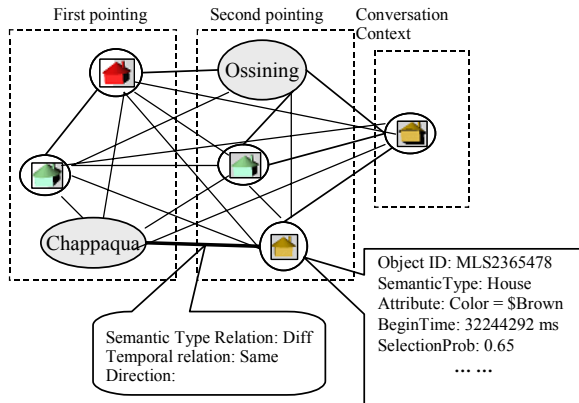 First pointing
Second pointing
Conversation
Context
Ossining
Chappaqua
Semantic Type Relation: Diff
Temporal relation: Same
Direction:
Object ID: MLS2365478
SemanticType: House
Attribute: Color = $Brown
BeginTime: 32244292 ms
SelectionProb: 0.65
... ...